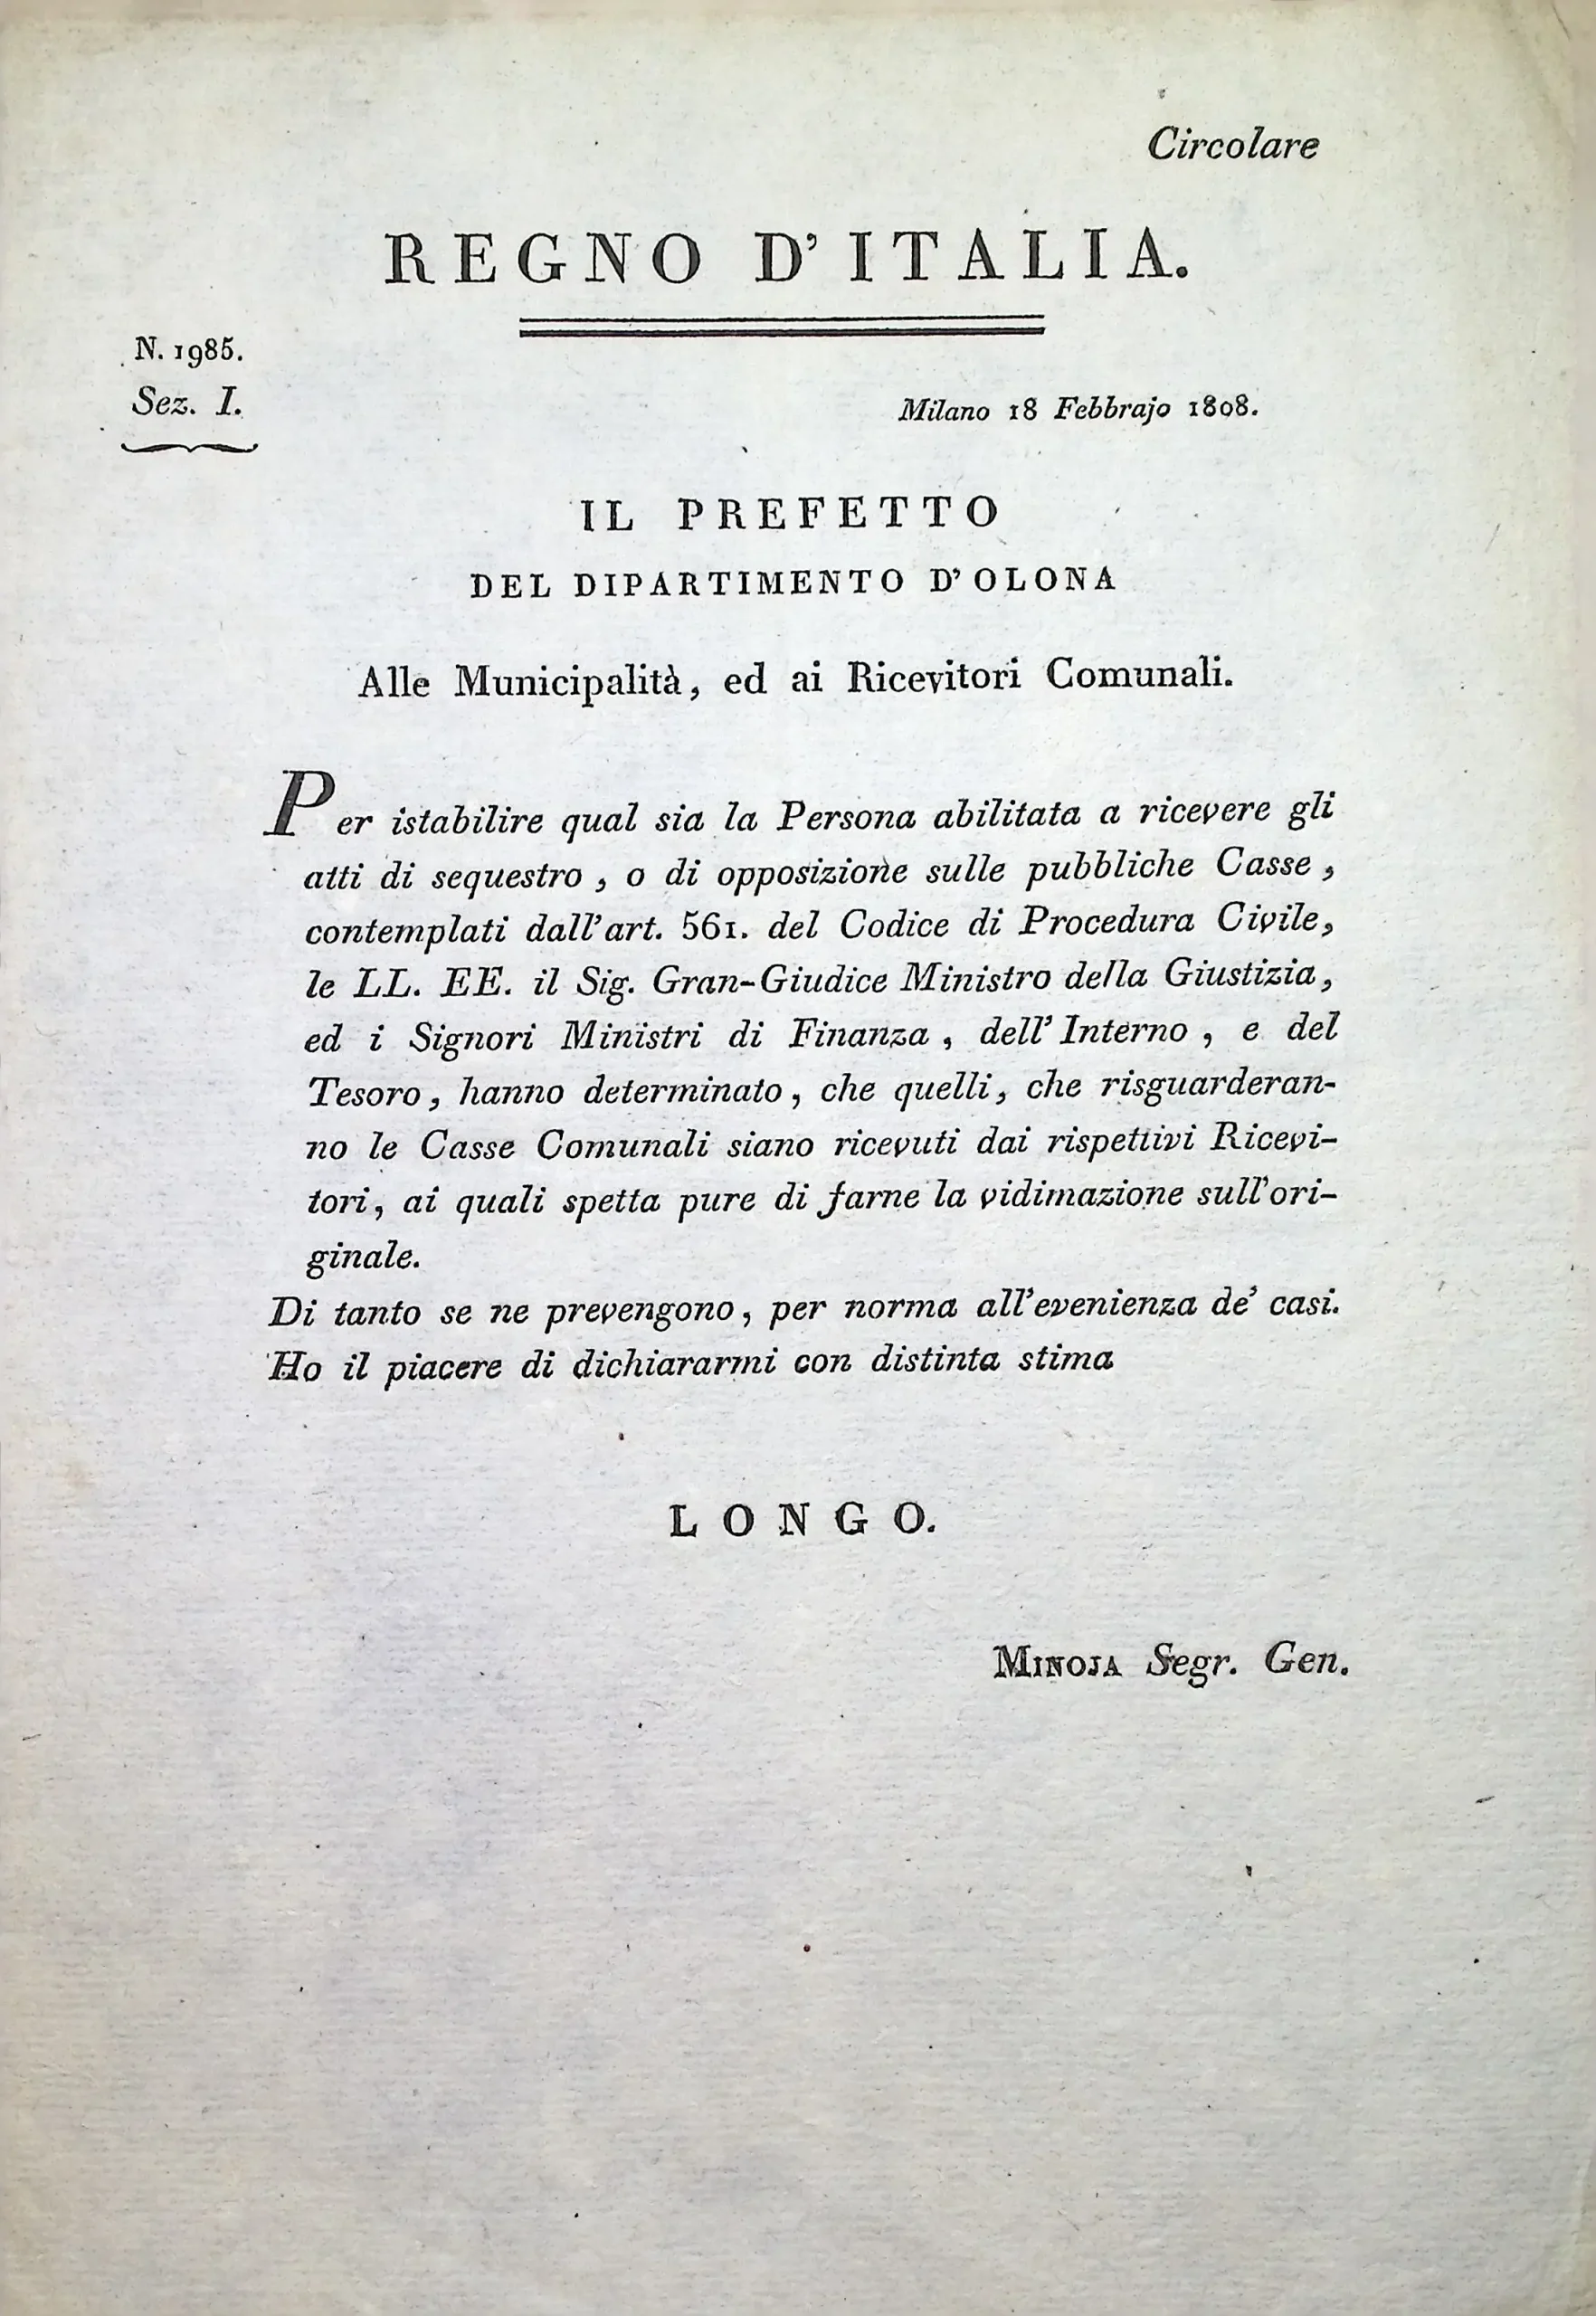 Circolare
REGNO D'ITALIA.
N. 1985.
Sez. I.
Milano 18 Febbrajo 1808.
IL PREFETTO
DEL DIPARTIMENTO D'OLONA
Alle Municipalità, ed ai Ricevitori Comunali.
Per istabilire qual sia la Persona abilitata a ricevere gli
atti di sequestro, o di opposizione sulle pubbliche Casse,
contemplati dall'art. 561. del Codice di Procedura Civile,
le LL. EE. il Sig. Gran-Giudice Ministro della Giustizia,
ed i Signori Ministri di Finanza, dell'Interno, e del
Tesoro, hanno determinato, che quelli, che risguarderan-
no le Casse Comunali siano ricevuti dai rispettivi Ricevi-
tori, ai quali spetta pure di farne la vidimazione sull'ori-
ginale.
Di tanto se ne prevengono, per norma all'evenienza de' casi.
Ho il piacere di dichiararmi con distinta stima
LONGO.
MINOJA Segr. Gen.